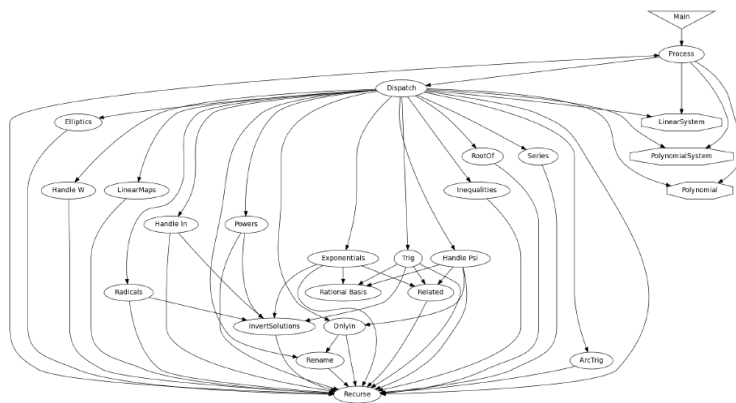 Main
Process
Dispatch
Elliptics
LinearSystem
RootOf
Series
PolynomialSystem
Handle W
LinearMaps
Inequalities
Polynomial
Handle ln
Powers
Exponentials
Trig
Handle Psi
Radicals
Rational Basis
Related
InvertSolutions
OnlyIn
Rename
ArcTrig
Recurse